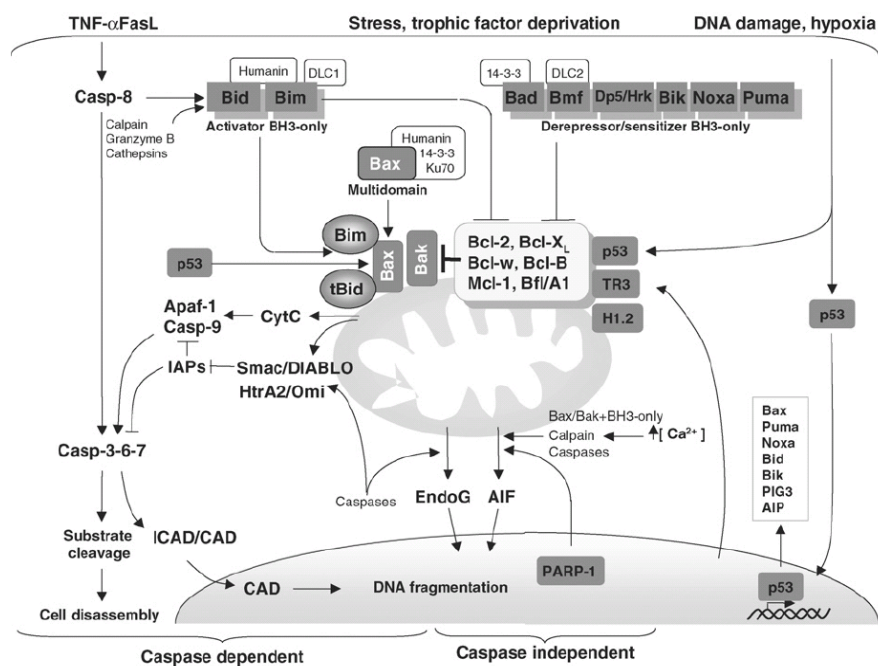 TNF-αFasL
Stress, trophic factor deprivation
DNA damage, hypoxia
Humanin
DLC1
14-3-3
DLC2
Casp-8
Bid
Bim
Bad
Bmf
Dp5/Hrk
Bik
Noxa
Puma
Calpain
Granzyme B
Cathepsins
Activator BH3-only
Derepressor/sensitizer BH3-only
Humanin
14-3-3
Ku70
Bax
Multidomain
Bim
tBid
Bax
Bak
p53
Bcl-2, Bcl-XL
Bcl-w, Bcl-B
Mcl-1, Bfl/A1
p53
TR3
H1.2
p53
Apaf-1
Casp-9
CytC
IAPs
Smac/DIABLO
HtrA2/Omi
Casp-3-6-7
Bax/Bak+BH3-only
Calpain
Caspases
[ Ca2+ ]
Caspases
EndoG
AIF
Bax
Puma
Noxa
Bid
Bik
PIG3
AIP
Substrate
cleavage
ICAD/CAD
PARP-1
CAD
DNA fragmentation
p53
Cell disassembly
Caspase dependent
Caspase independent